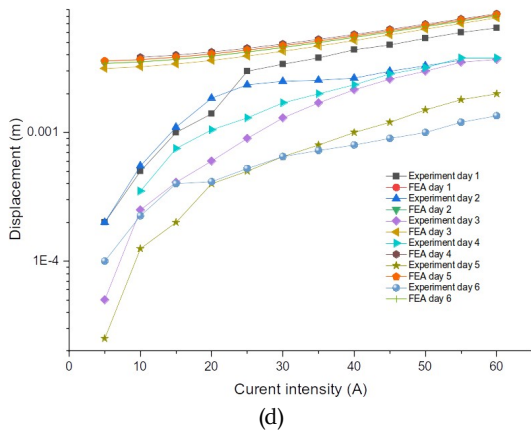 Displacement (m)
0.001
1E-4
Experiment day 1
FEA day 1
Experiment day 2
FEA day 2
Experiment day 3
FEA day 3
Experiment day 4
FEA day 4
Experiment day 5
FEA day 5
Experiment day 6
FEA day 6
0 10 20 30 40 50 60
Curent intensity (A)
(d)